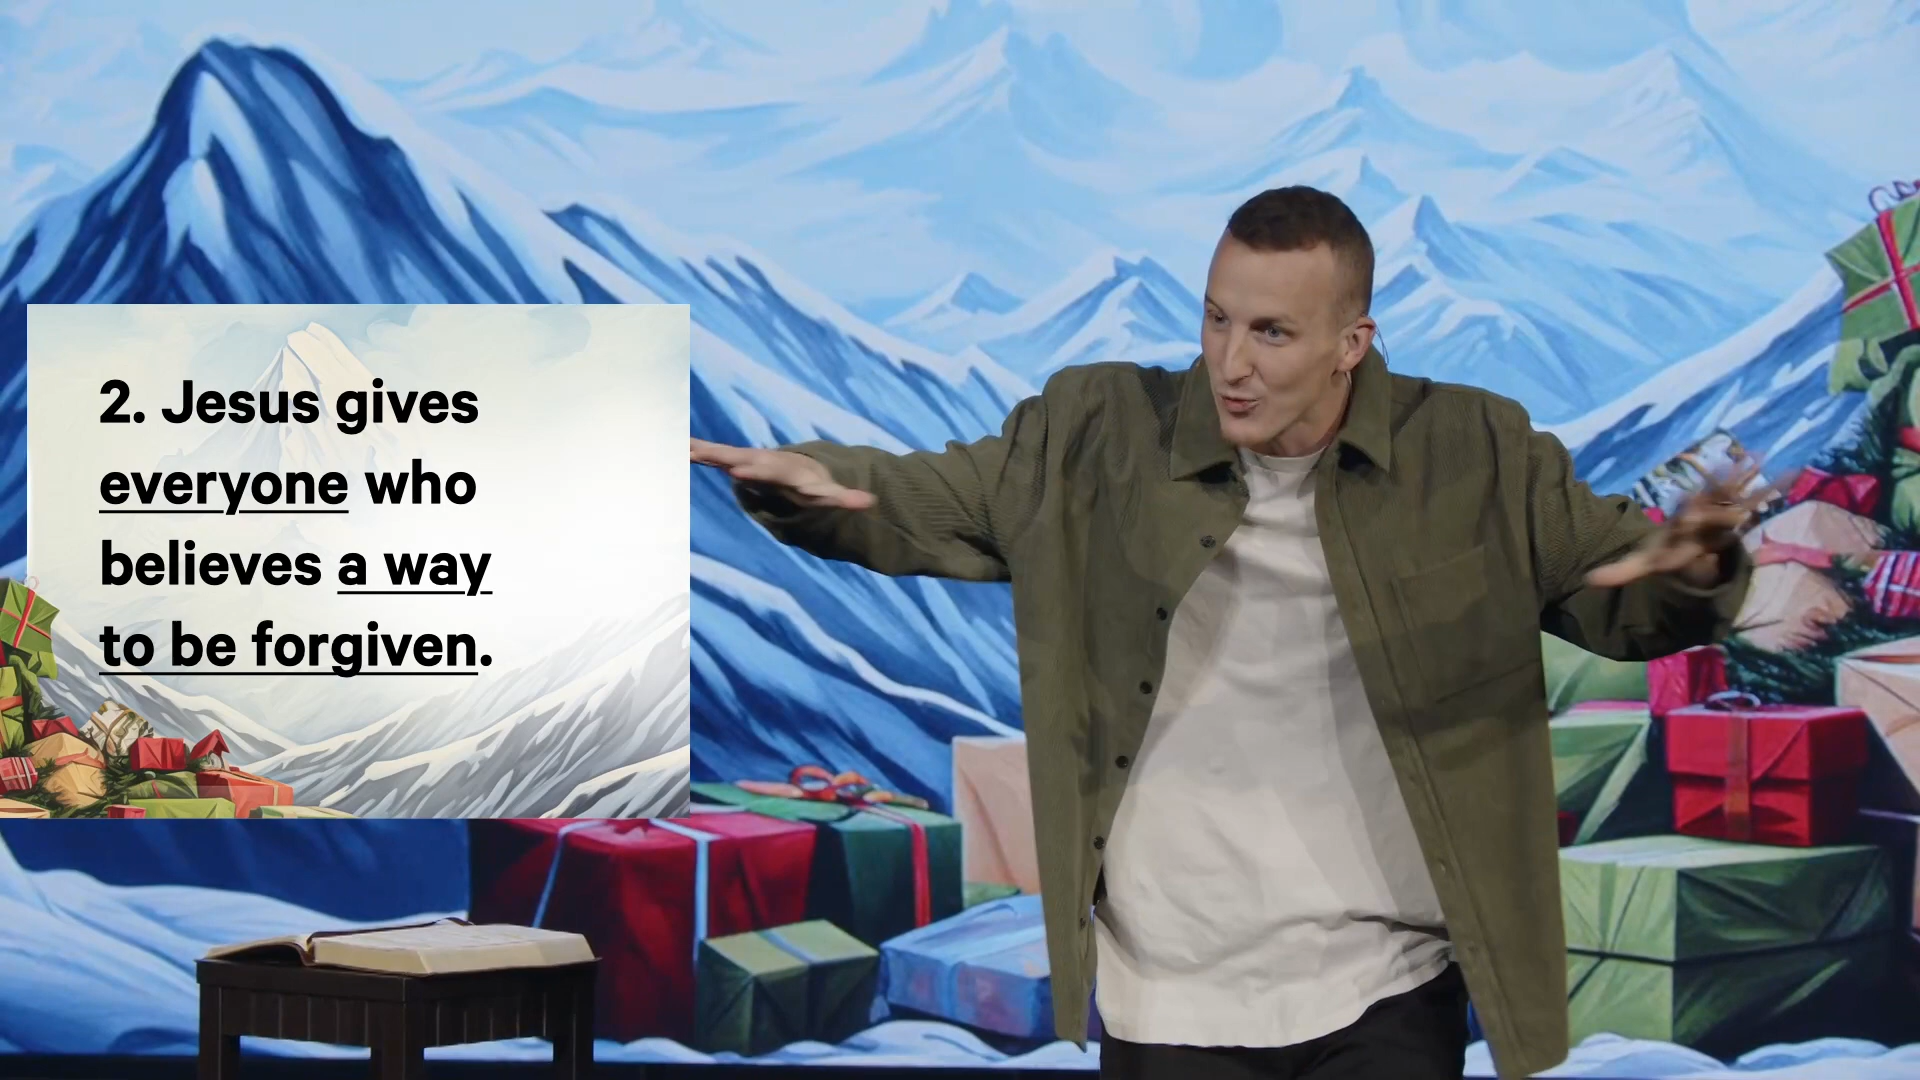 2. Jesus gives
everyone who
believes a way
to be forgiven.